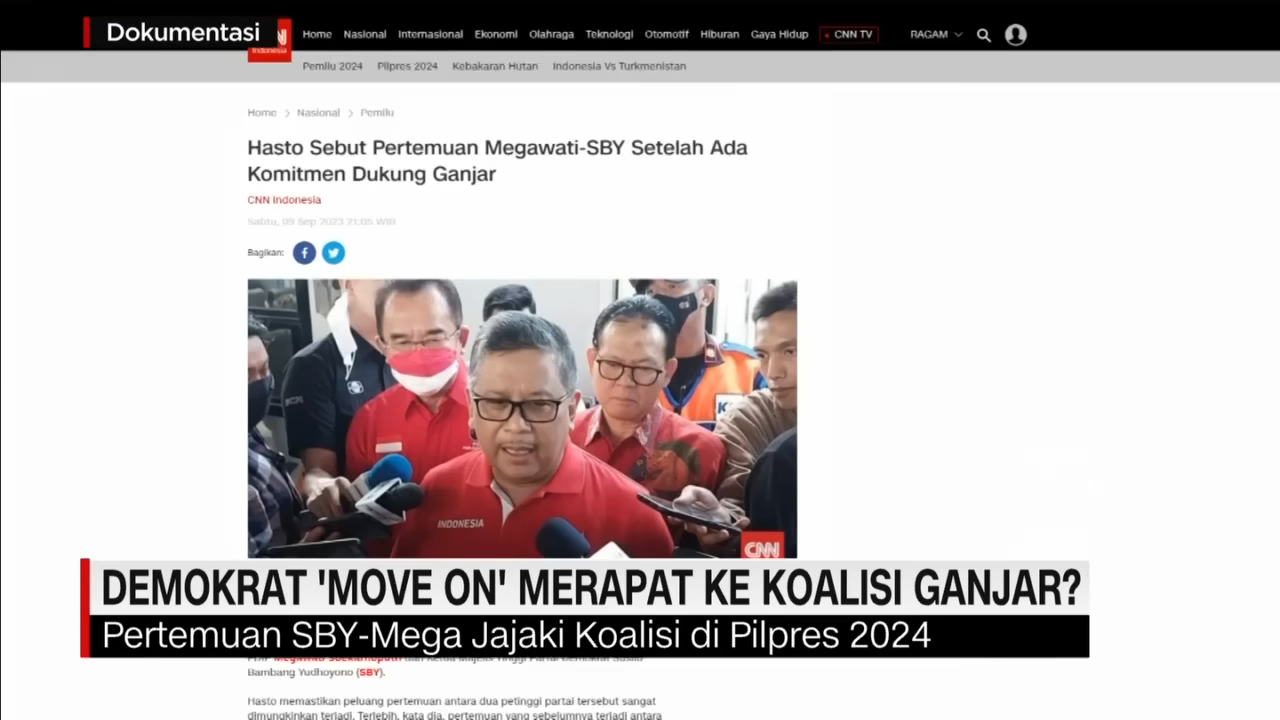 Dokumentasi
CNN
Indonesia
Home Nasional Internasional Ekonomi Olahraga Teknologi Otomotif Hiburan Gaya Hidup CNN TV RAGAM
Pemilu 2024 Pilpres 2024 Kebakaran Hutan Indonesia Vs Turkmenistan
Home > Nasional > Pemilu
Hasto Sebut Pertemuan Megawati-SBY Setelah Ada
Komitmen Dukung Ganjar
CNN Indonesia
Sabtu, 09 Sep 2023 21:05 WIB
Bagikan:
INDONESIA
CNN
DEMOKRAT 'MOVE ON' MERAPAT KE KOALISI GANJAR?
Pertemuan SBY-Mega Jajaki Koalisi di Pilpres 2024
Bambang Yudhoyono (SBY).
Hasto memastikan peluang pertemuan antara dua petinggi partai tersebut sangat
dimungkinkan terjadi. Terlebih, kata dia, pertemuan yang sebelumnya terjadi antara